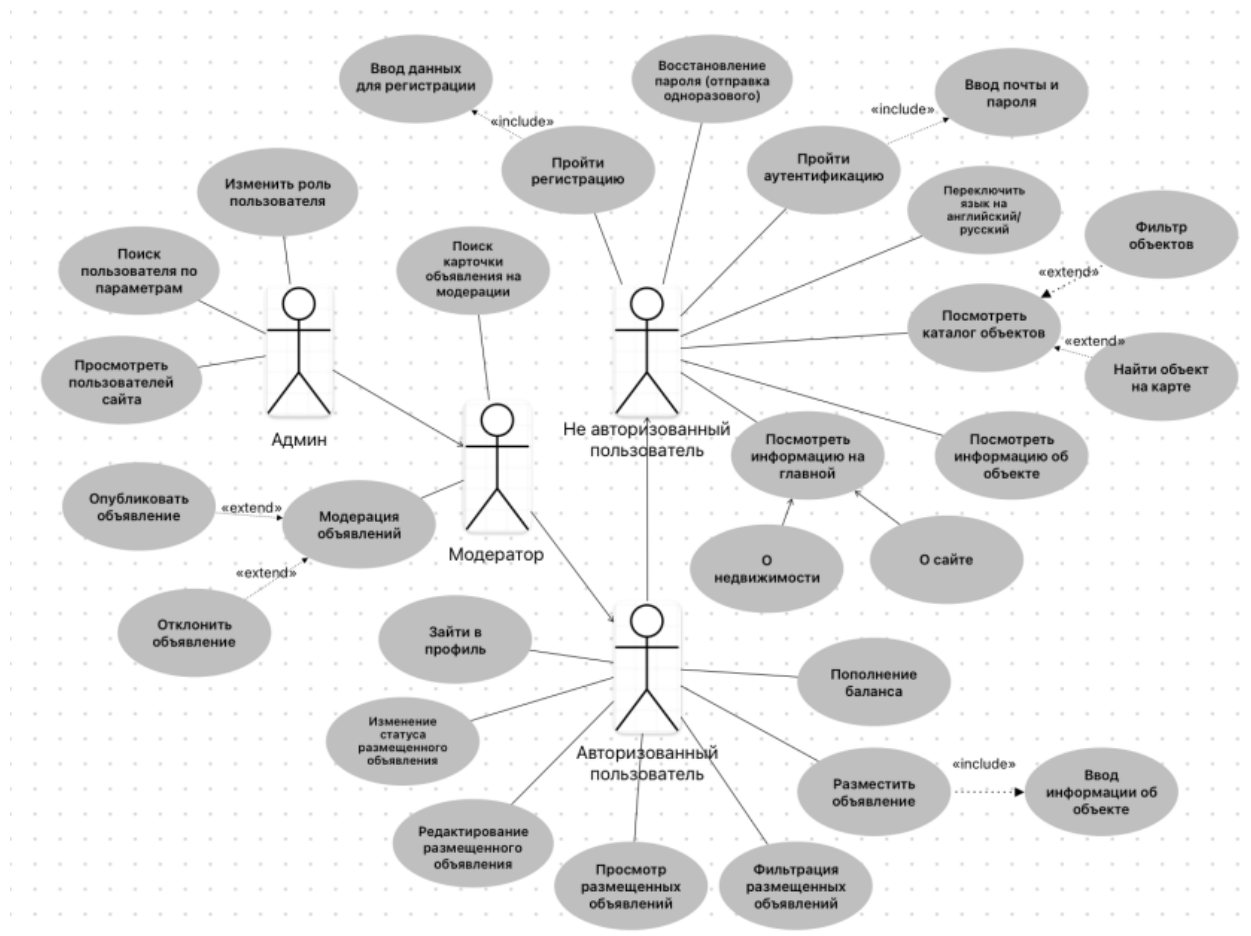 Ввод данных
для регистрации
«include»
Пройти
регистрацию
Восстановление
пароля (отправка
одноразового)
Ввод почты и
пароля
«include»
Пройти
аутентификацию
Изменить роль
пользователя
Переключить
язык на
английский/
русский
Поиск
пользователя по
параметрам
Поиск
карточки
объявления на
модерации
Фильтр
объектов
«extend»
Посмотреть
каталог объектов
«extend»
Найти объект
на карте
Просмотреть
пользователей
сайта
Админ
Не авторизованный
пользователь
Посмотреть
информацию на
главной
Посмотреть
информацию об
объекте
Опубликовать
объявление
«extend»
Модерация
объявлений
Модератор
«extend»
Отклонить
объявление
О
недвижимости
О сайте
Зайти в
профиль
Пополнение
баланса
Изменение
статуса
размещенного
объявления
Авторизованный
пользователь
Разместить
объявление
«include»
Ввод
информации об
объекте
Редактирование
размещенного
объявления
Просмотр
размещенных
объявлений
Фильтрация
размещенных
объявлений